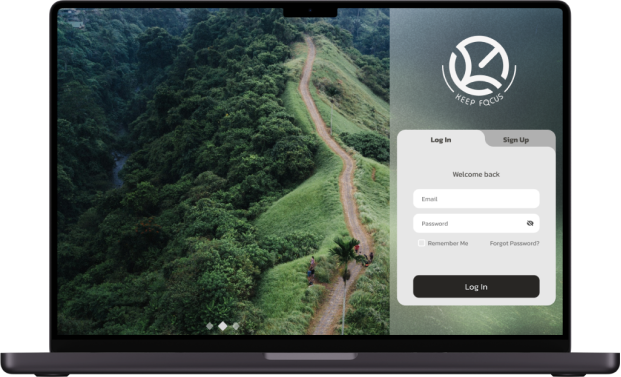 KEEP FOCUS
Log In
Sign Up
Welcome back
Email
Password
Remember Me
Forgot Password?
Log In